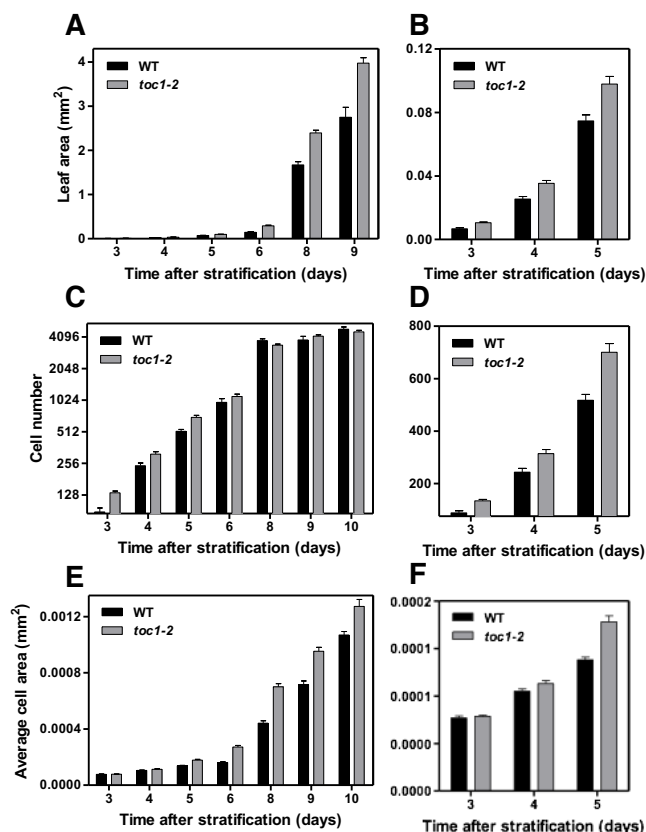 A
WT
toc1-2
Leaf area (mm²)
4
3
2
1
0
3 4 5 6 8 9
Time after stratification (days)
B
WT
toc1-2
0.12
0.08
0.04
0.00
3 4 5
Time after stratification (days)
C
WT
toc1-2
Cell number
4096
2048
1024
512
256
128
3 4 5 6 8 9 10
Time after stratification (days)
D
WT
toc1-2
800
600
400
200
3 4 5
Time after stratification (days)
E
WT
toc1-2
Average cell area (mm²)
0.0012
0.0008
0.0004
0.0000
3 4 5 6 8 9 10
Time after stratification (days)
F
WT
toc1-2
0.0002
0.0001
0.0000
0.0000
3 4 5
Time after stratification (days)